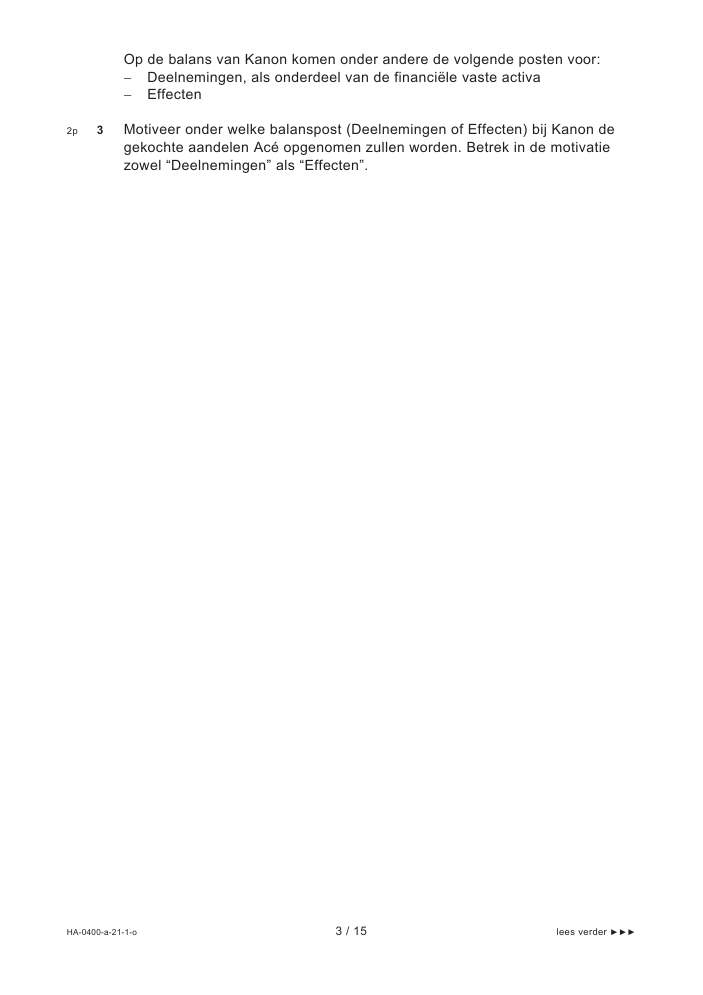 Op de balans van Kanon komen onder andere de volgende posten voor:
– Deelnemingen, als onderdeel van de financiële vaste activa
– Effecten
2p 3 Motiveer onder welke balanspost (Deelnemingen of Effecten) bij Kanon de
gekochte aandelen Acé opgenomen zullen worden. Betrek in de motivatie
zowel “Deelnemingen” als “Effecten”.
HA-0400-a-21-1-o 3 / 15 lees verder ►►►